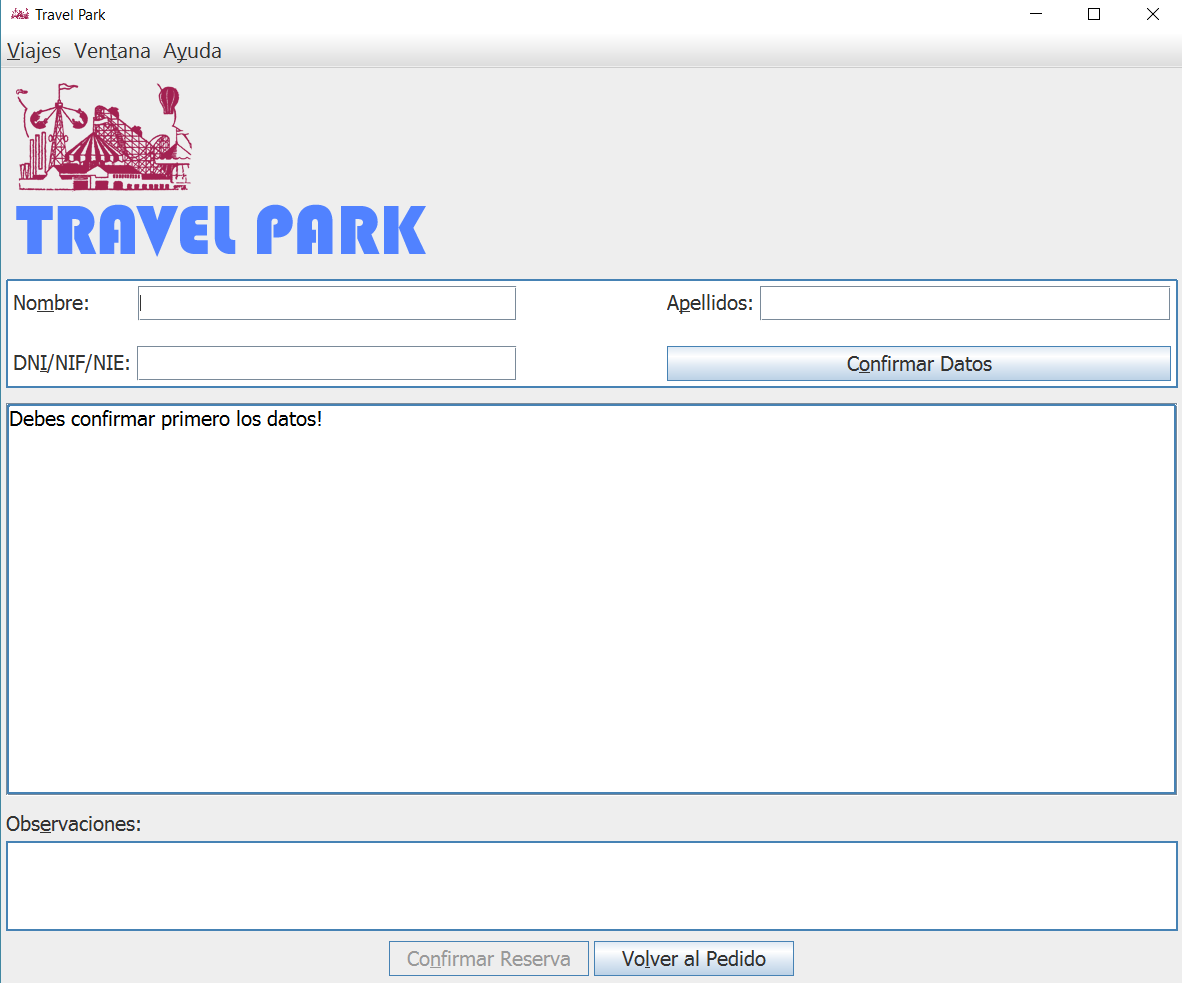 Travel Park
Viajes Ventana Ayuda
TRAVEL PARK
Nombre: Apellidos:
DNI/NIF/NIE: Confirmar Datos
Debes confirmar primero los datos!
Observaciones:
Confirmar Reserva Volver al Pedido